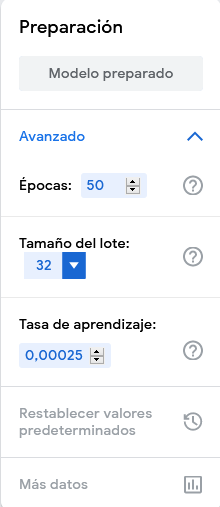 Preparación
Modelo preparado
Avanzado
Épocas: 50
Tamaño del lote:
32
Tasa de aprendizaje:
0,00025
Restablecer valores
predeterminados
Más datos